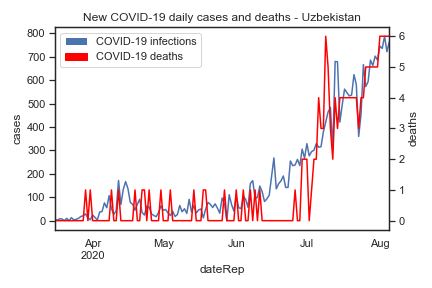 New COVID-19 daily cases and deaths - Uzbekistan
COVID-19 infections
COVID-19 deaths
800
700
600
500
400
300
200
100
0
cases
6
5
4
3
2
1
0
deaths
Apr
2020
May
Jun
Jul
Aug
dateRep